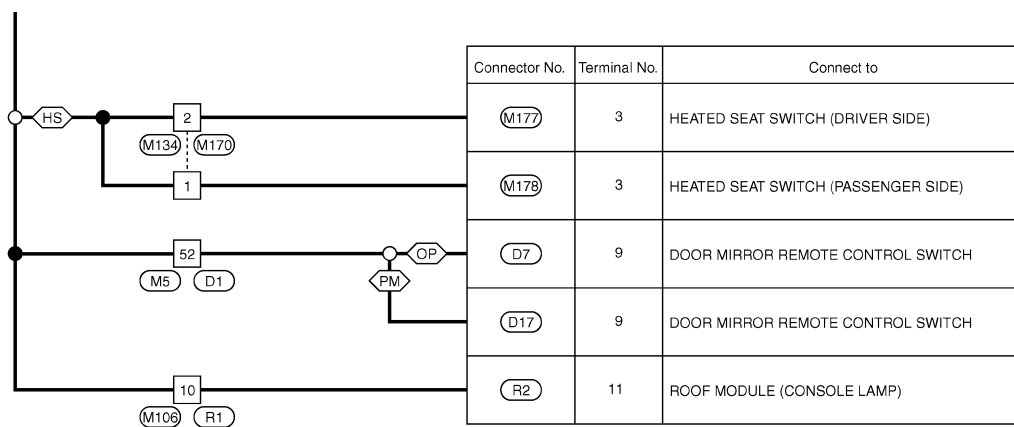 Connector No. Terminal No. Connect to
HS 2 M177 3 HEATED SEAT SWITCH (DRIVER SIDE)
M134 M170
1 M178 3 HEATED SEAT SWITCH (PASSENGER SIDE)
52 OP D7 9 DOOR MIRROR REMOTE CONTROL SWITCH
M5 D1 PM
D17 9 DOOR MIRROR REMOTE CONTROL SWITCH
10 R2 11 ROOF MODULE (CONSOLE LAMP)
M106 R1